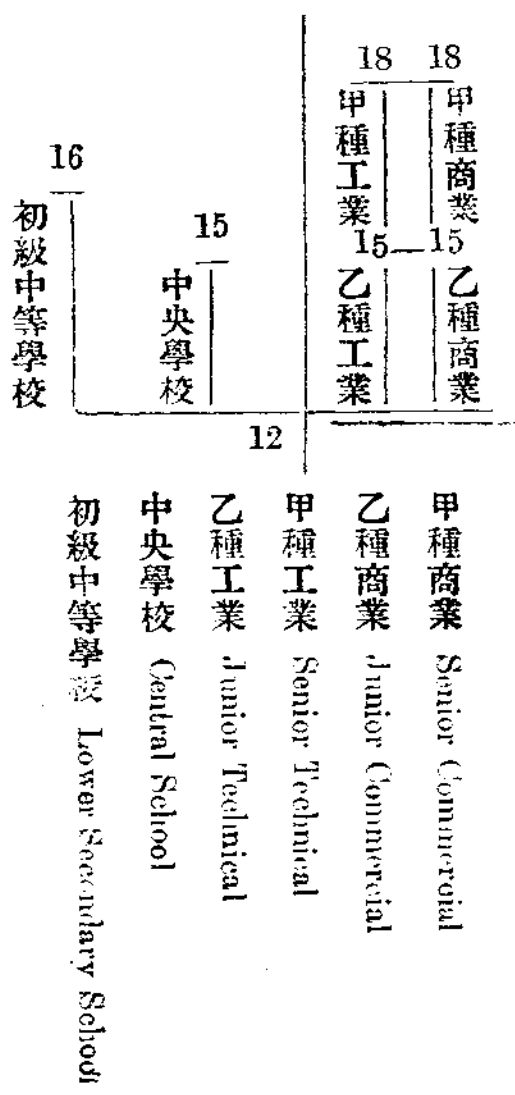 18 18
甲種工業
甲種商業
16
初級中等學校
15
中央學校
15 15
乙種工業
乙種商業
12
甲種商業 Senior Commercial
乙種商業 Junior Commercial
甲種工業 Senior Technical
乙種工業 Junior Technical
中央學校 Central School
初級中等學校 Lower Secondary School